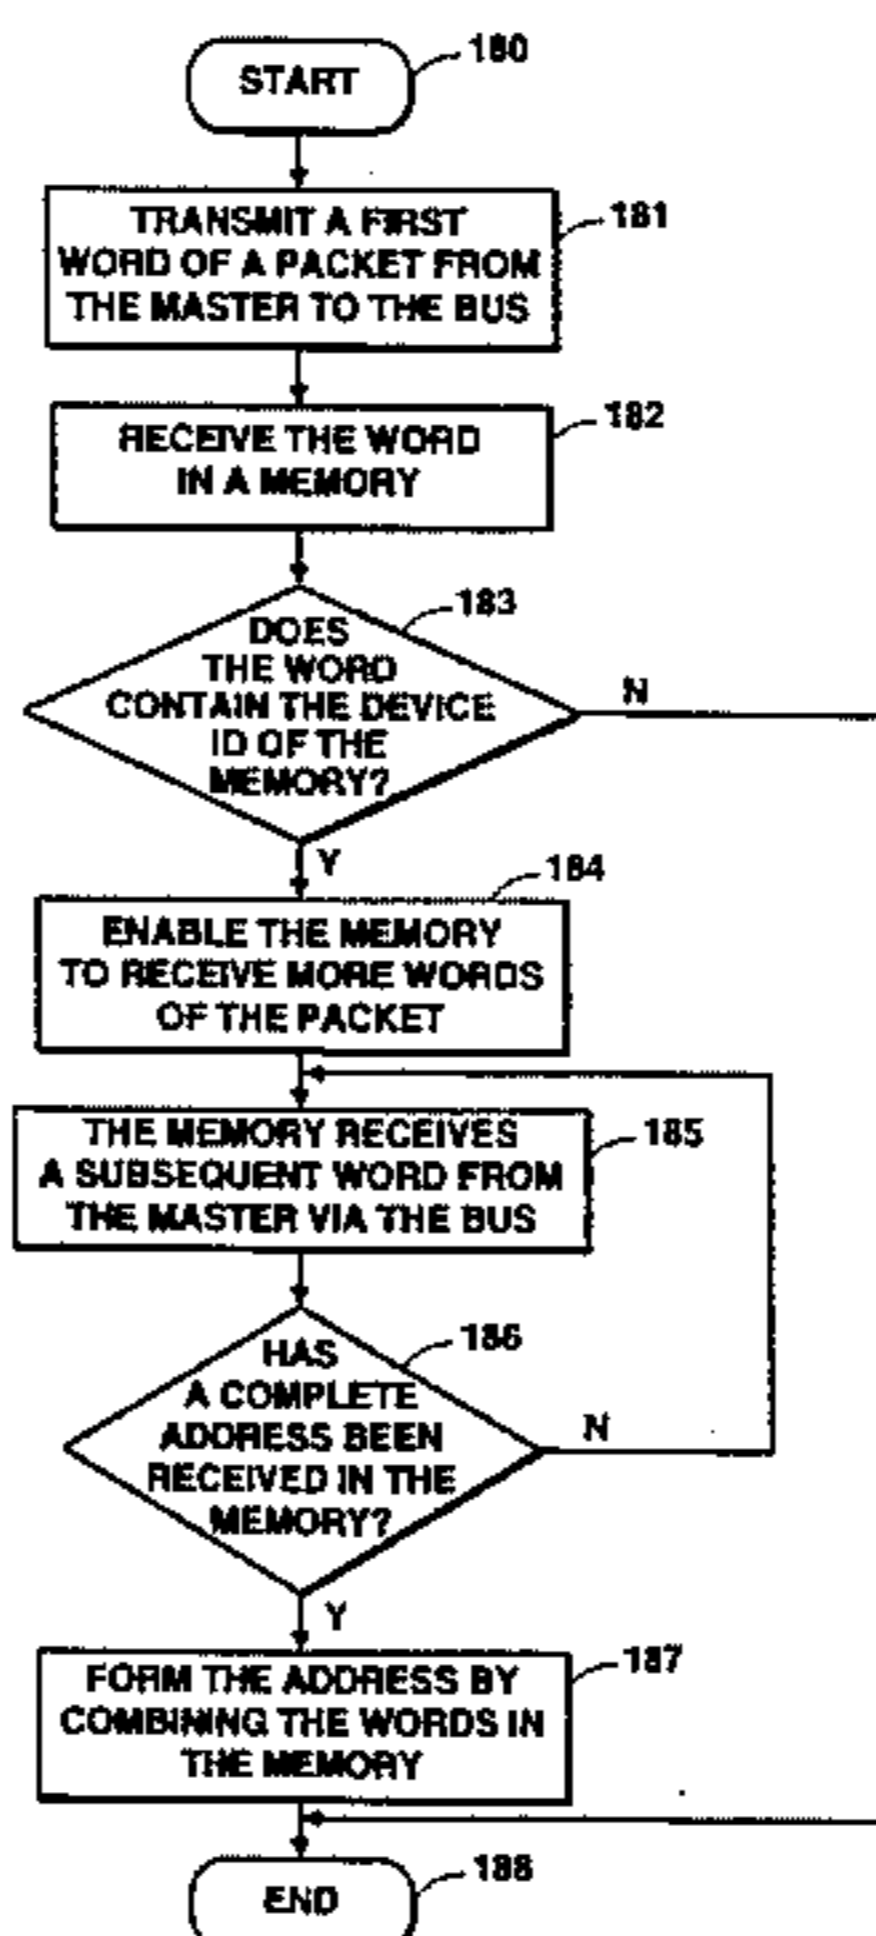 180
START
181
TRANSMIT A FIRST
WORD OF A PACKET FROM
THE MASTER TO THE BUS
182
RECEIVE THE WORD
IN A MEMORY
183
DOES
THE WORD
CONTAIN THE DEVICE
ID OF THE
MEMORY?
N
Y
184
ENABLE THE MEMORY
TO RECEIVE MORE WORDS
OF THE PACKET
185
THE MEMORY RECEIVES
A SUBSEQUENT WORD FROM
THE MASTER VIA THE BUS
186
HAS
A COMPLETE
ADDRESS BEEN
RECEIVED IN THE
MEMORY?
N
Y
187
FORM THE ADDRESS BY
COMBINING THE WORDS IN
THE MEMORY
188
END